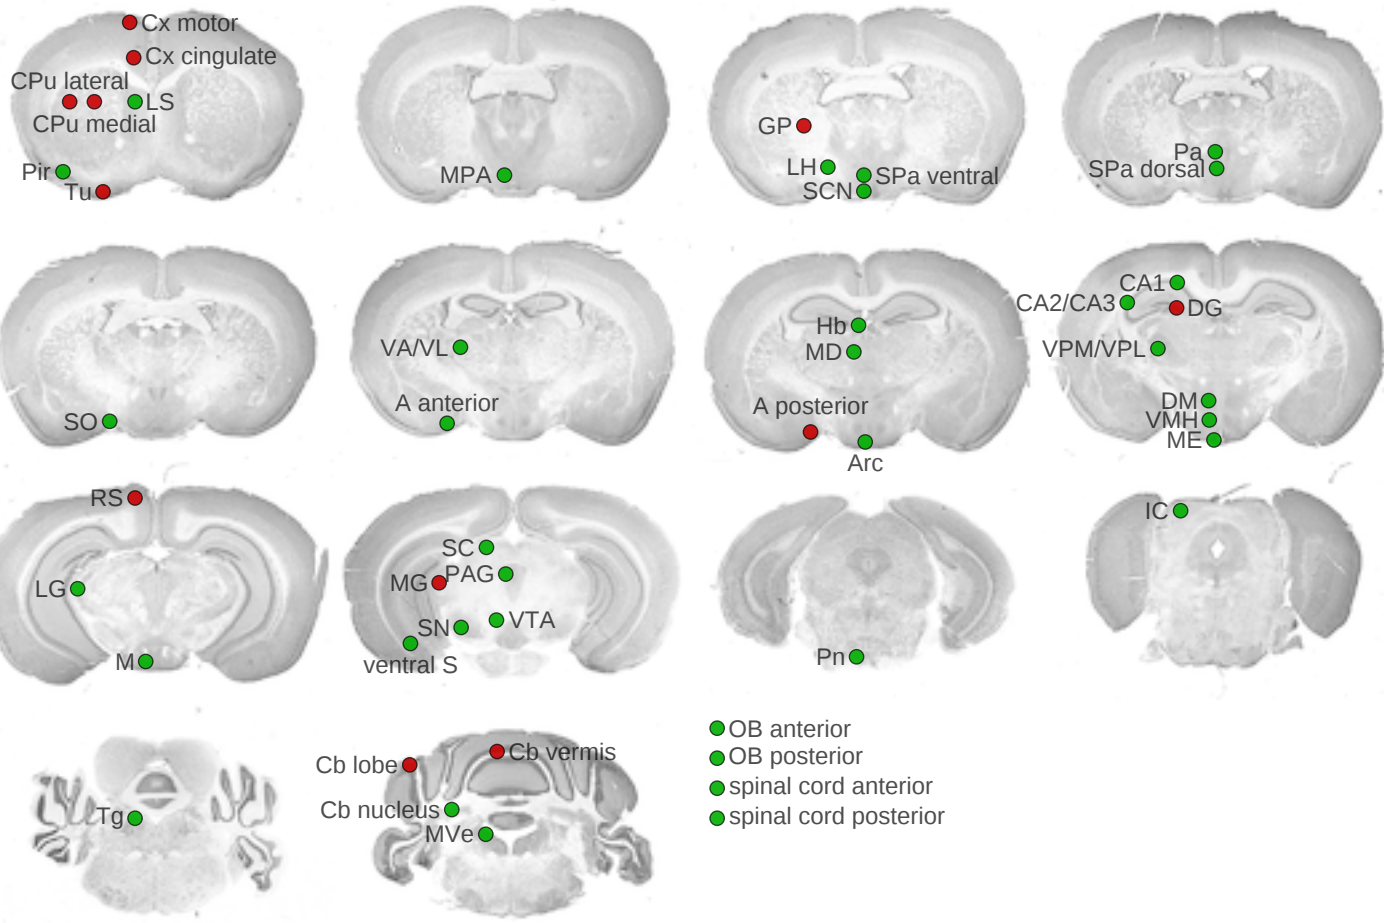 Cx motor
Cx cingulate
CPu lateral
LS
CPu medial
Pir
Tu
MPA
GP
LH
SPa ventral
SCN
Pa
SPa dorsal
SO
VA/VL
A anterior
Hb
MD
A posterior
Arc
CA1
CA2/CA3
DG
VPM/VPL
DM
VMH
ME
RS
LG
M
SC
MG
PAG
SN
VTA
ventral S
Pn
IC
Tg
Cb lobe
Cb vermis
Cb nucleus
MVe
OB anterior
OB posterior
spinal cord anterior
spinal cord posterior